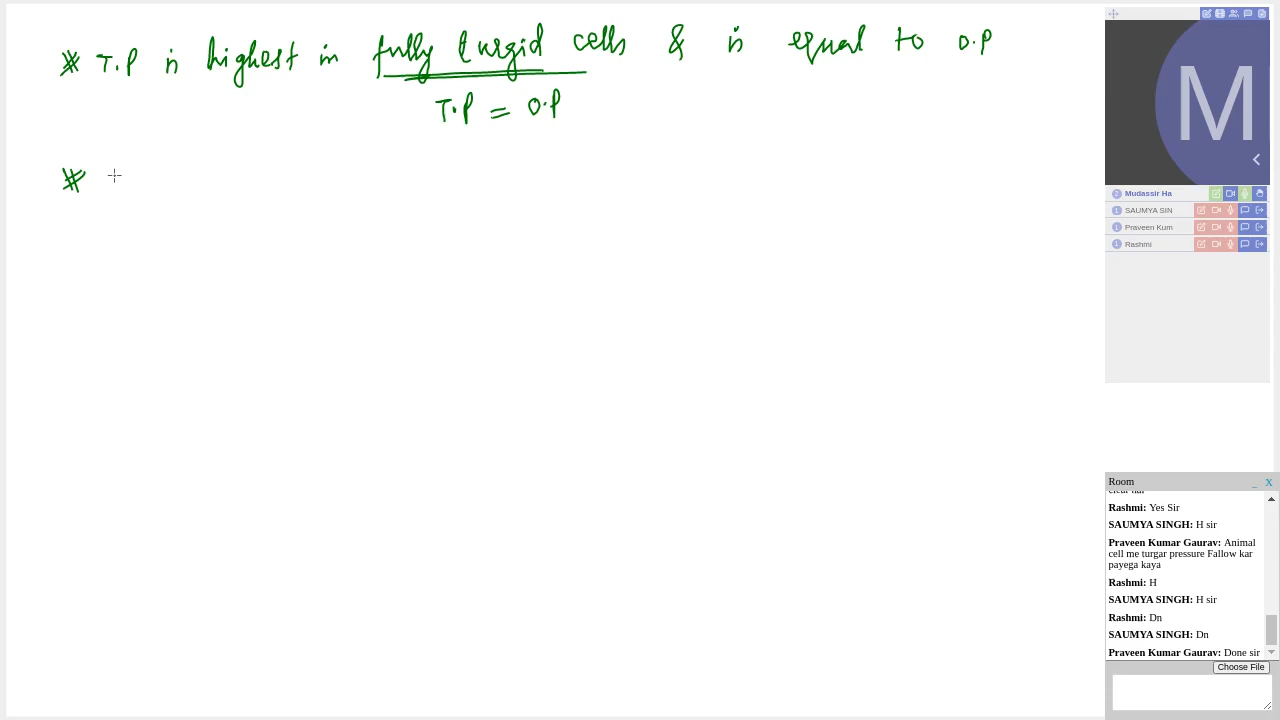 * T.P is highest in fully turgid cells & is equal to O.P
T.P = O.P
*
M
Mudassir Ha
SAUMYA SIN
Praveen Kum
Rashmi
Room _ X
clear hai
Rashmi: Yes Sir
SAUMYA SINGH: H sir
Praveen Kumar Gaurav: Animal
cell me turgar pressure Fallow kar
payega kaya
Rashmi: H
SAUMYA SINGH: H sir
Rashmi: Dn
SAUMYA SINGH: Dn
Praveen Kumar Gaurav: Done sir
Choose File